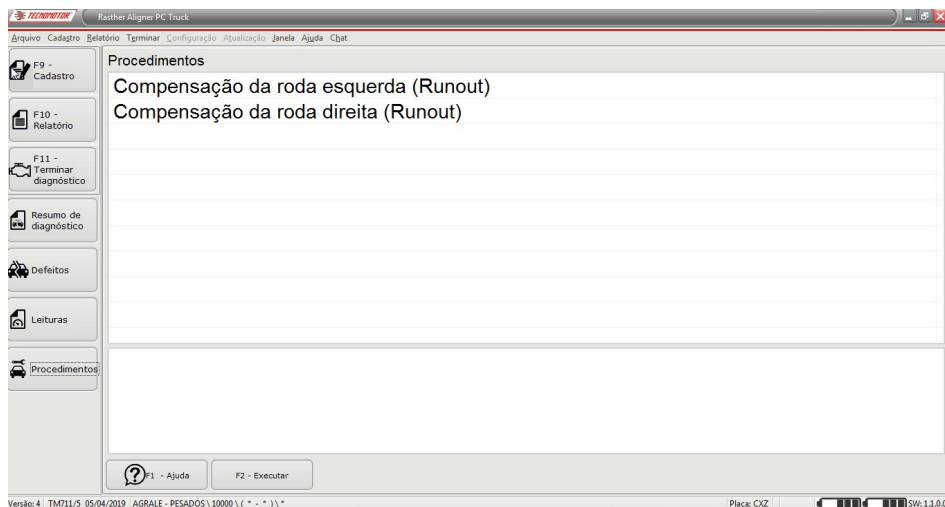 TECNOMOTOR Rasther Aligner PC Truck
Arquivo Cadastro Relatório Terminar Configuração Atualização Janela Ajuda Chat
F9 -
Cadastro
F10 -
Relatório
F11 -
Terminar
diagnóstico
Resumo de
diagnóstico
Defeitos
Leituras
Procedimentos
Procedimentos
Compensação da roda esquerda (Runout)
Compensação da roda direita (Runout)
F1 - Ajuda
F2 - Executar
Versão: 4 TM711/5 05/04/2019 AGRALE - PESADOS \ 10000 \ ( * - * ) \ * Placa: CXZ SW: 1.1.0.0